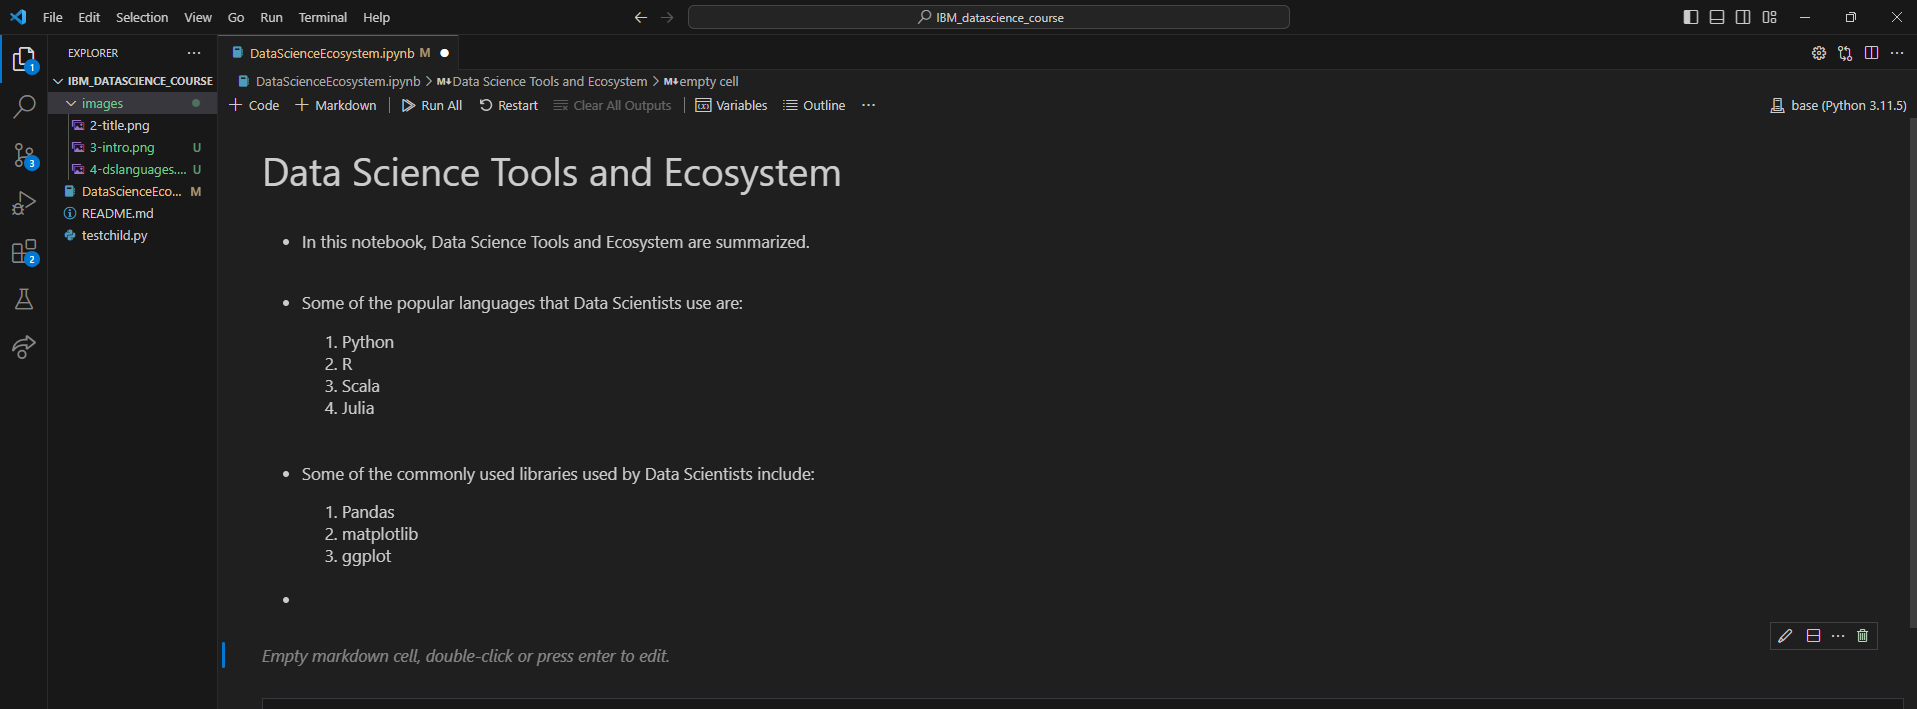 File Edit Selection View Go Run Terminal Help
IBM_datascience_course
EXPLORER
IBM_DATASCIENCE_COURSE
images
2-title.png
3-intro.png U
4-dslanguages.... U
DataScienceEco... M
README.md
testchild.py
1
3
2
DataScienceEcosystem.ipynb M
DataScienceEcosystem.ipynb > M↓Data Science Tools and Ecosystem > M↓empty cell
+ Code + Markdown | Run All Restart Clear All Outputs | Variables Outline ...
base (Python 3.11.5)
Data Science Tools and Ecosystem
• In this notebook, Data Science Tools and Ecosystem are summarized.
• Some of the popular languages that Data Scientists use are:
1. Python
2. R
3. Scala
4. Julia
• Some of the commonly used libraries used by Data Scientists include:
1. Pandas
2. matplotlib
3. ggplot
•
Empty markdown cell, double-click or press enter to edit.